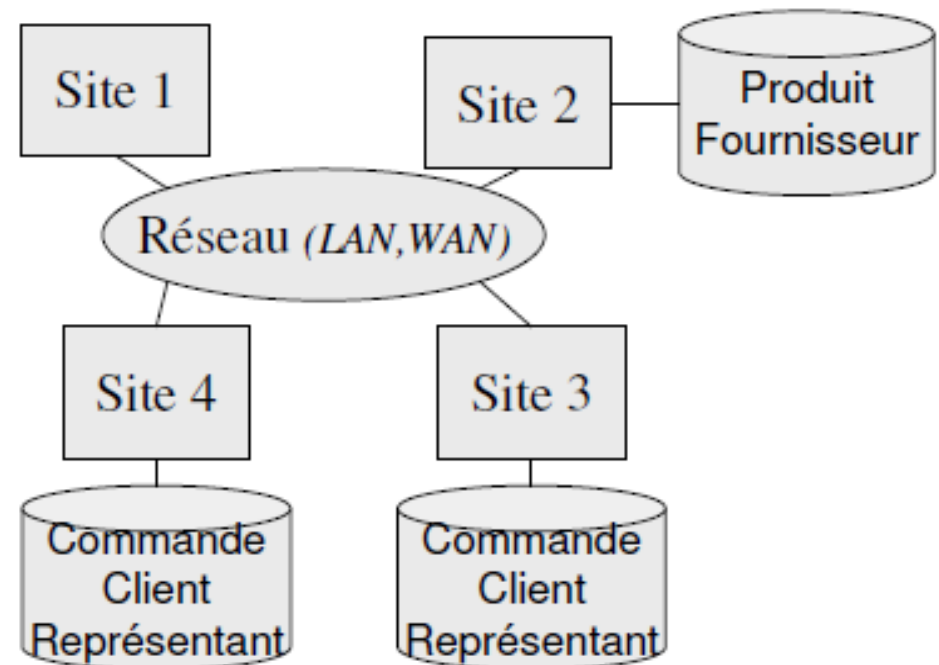 Site 1
Site 2
Produit
Fournisseur
Réseau (LAN,WAN)
Site 4
Site 3
Commande
Client
Représentant
Commande
Client
Représentant